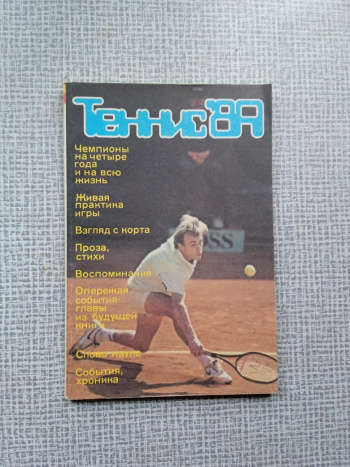 Теннис'89
Чемпионы
на четыре
года
и на всю
жизнь
Живая
практика
игры
Взгляд с корта
Проза,
стихи
Воспоминания
Опережая
события:
главы
из будущей
книги
Слово науке
События,
хроника